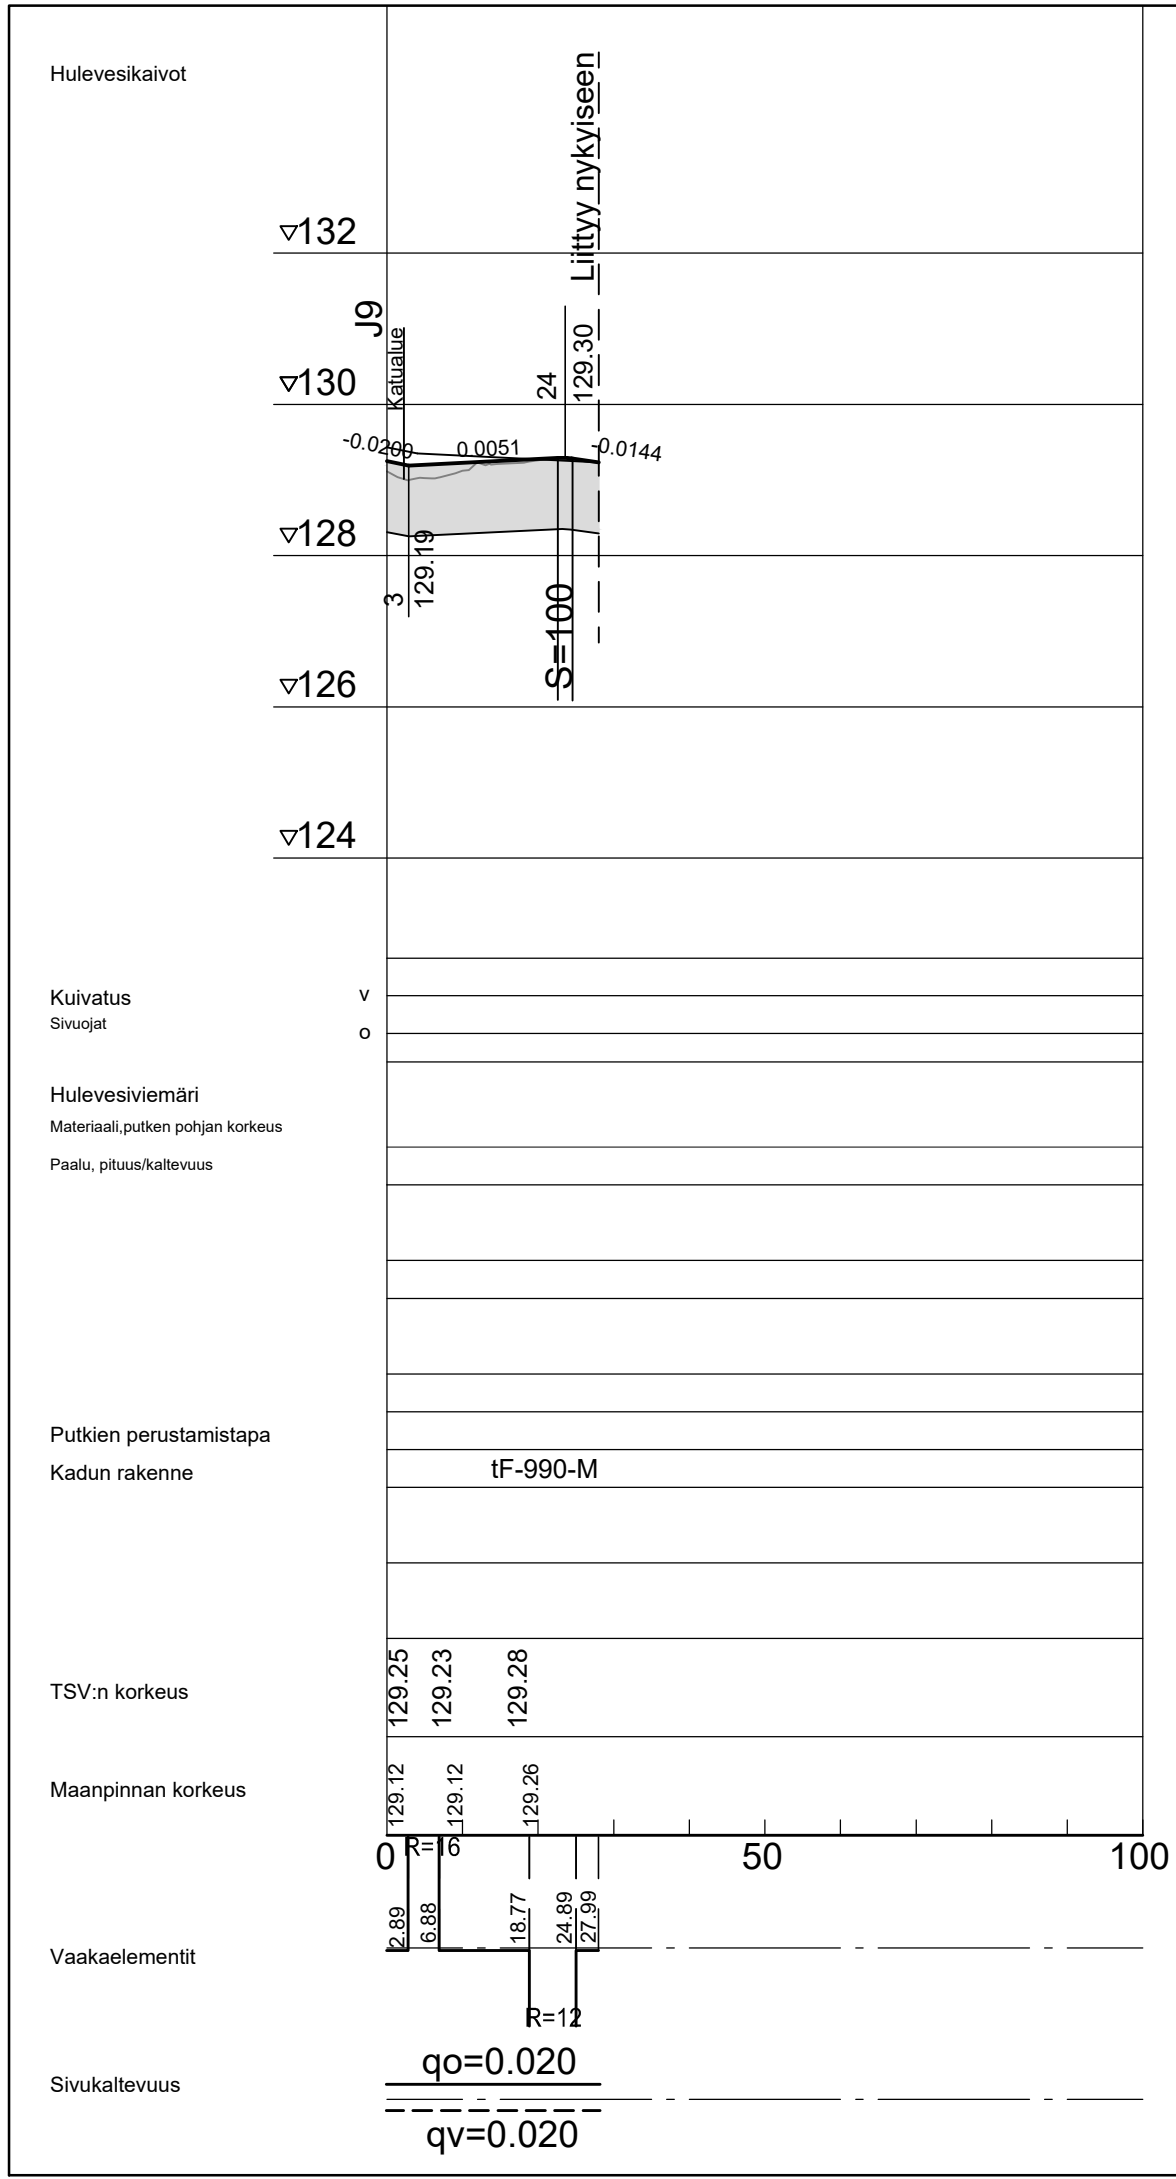 Hulevesikaivot
Liittyy nykyiseen
▽132
J9
Katualue
▽130
24
129.30
-0.0200
0.0051
-0.0144
▽128
3
129.19
S=100
▽126
▽124
Kuivatus v
Sivuojat
o
Hulevesiviemäri
Materiaali,putken pohjan korkeus
Paalu, pituus/kaltevuus
Putkien perustamistapa
Kadun rakenne tF-990-M
TSV:n korkeus 129.25 129.23 129.28
Maanpinnan korkeus 129.12 129.12 129.26
0 50 100
R=16
2.89 6.88 18.77 24.89 27.99
Vaakaelementit
R=12
qo=0.020
Sivukaltevuus
qv=0.020